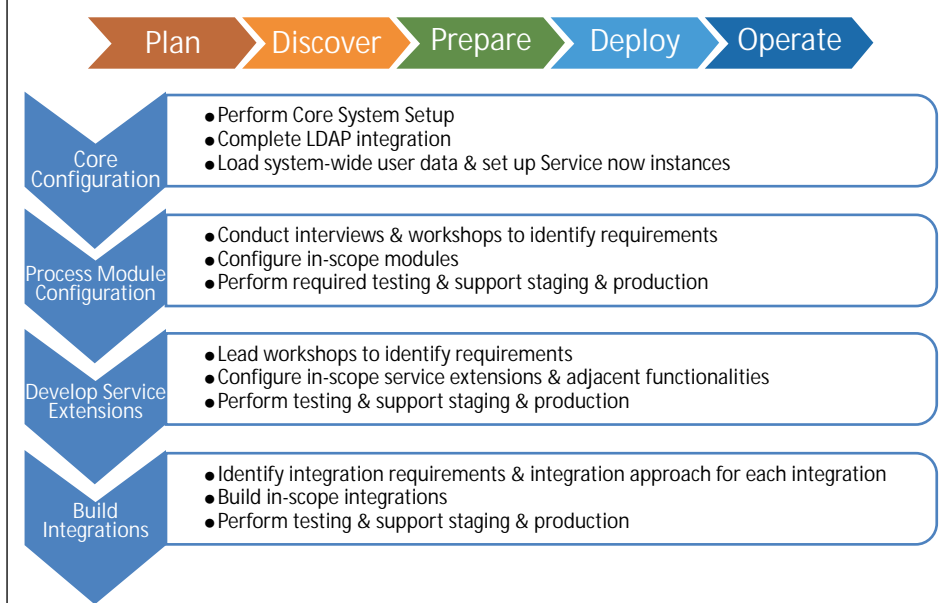 Plan Discover Prepare Deploy Operate
Core
Configuration
● Perform Core System Setup
● Complete LDAP integration
● Load system-wide user data & set up Service now instances
Process Module
Configuration
● Conduct interviews & workshops to identify requirements
● Configure in-scope modules
● Perform required testing & support staging & production
Develop Service
Extensions
● Lead workshops to identify requirements
● Configure in-scope service extensions & adjacent functionalities
● Perform testing & support staging & production
Build
Integrations
● Identify integration requirements & integration approach for each integration
● Build in-scope integrations
● Perform testing & support staging & production